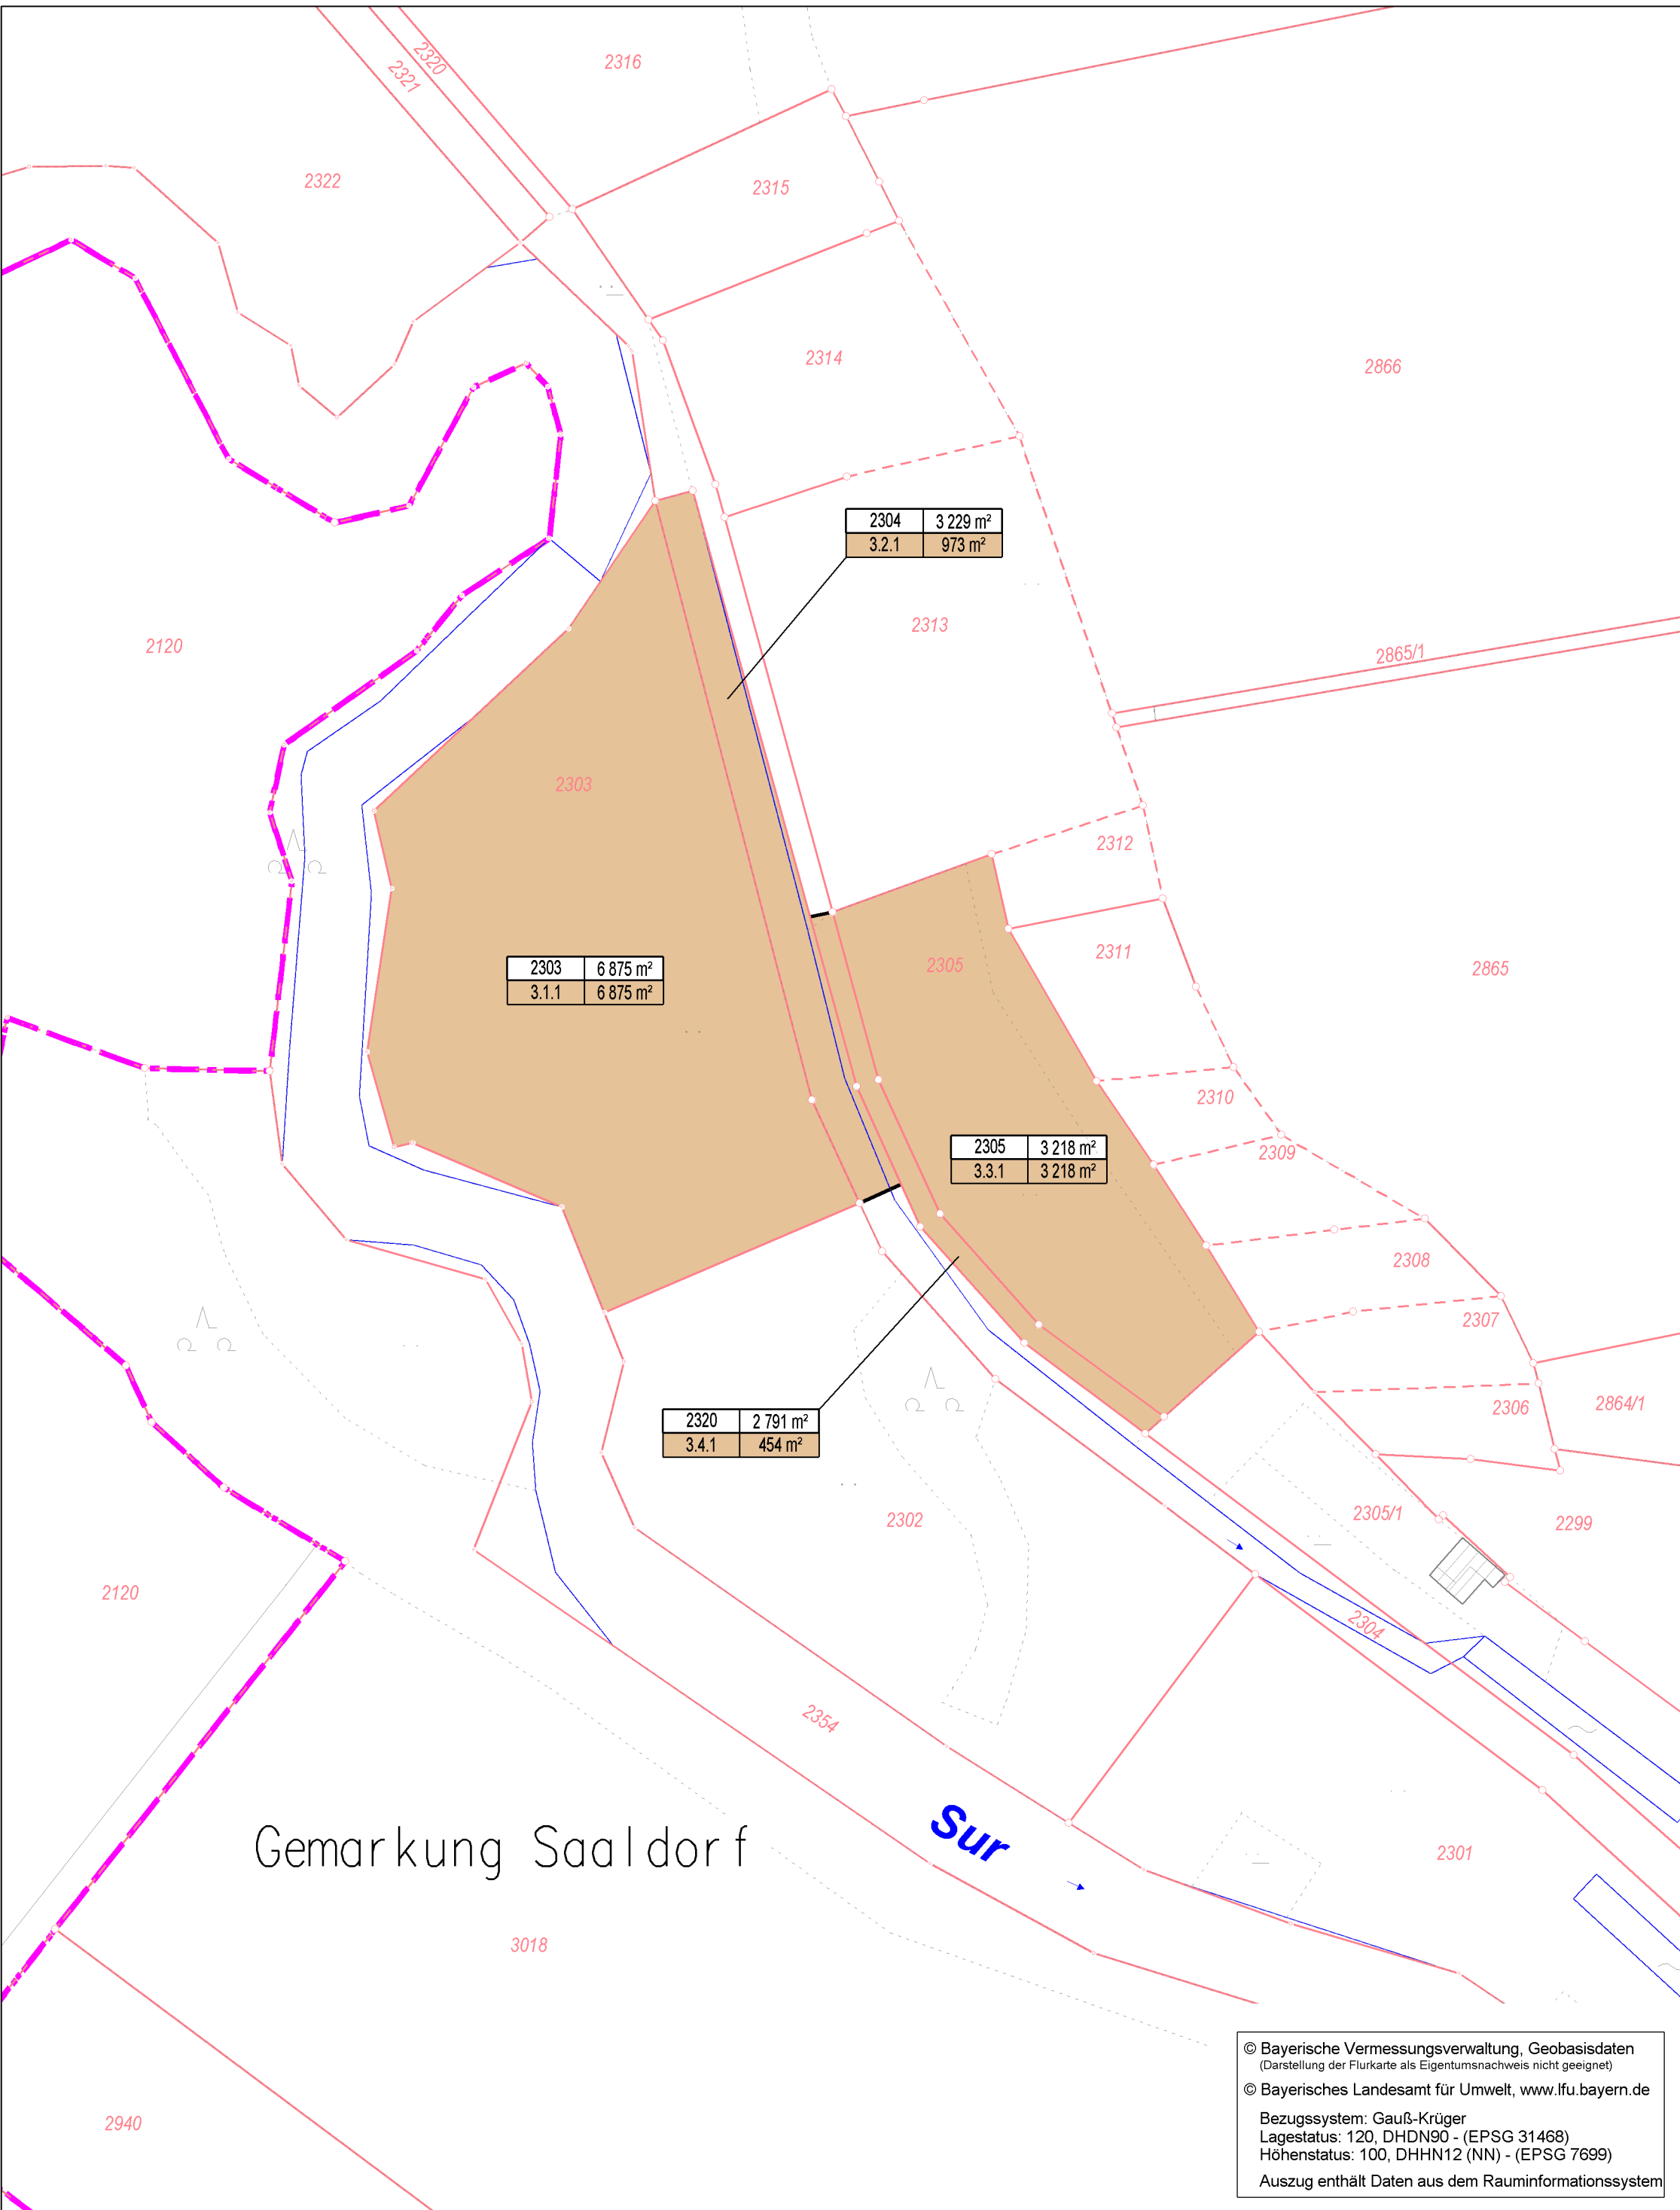 2316
2320
2321
2322
2315
2314
2866
2304 3 229 m²
3.2.1 973 m²
2313
2120
2865/1
2303
2312
2311
2305
2865
2303 6 875 m²
3.1.1 6 875 m²
2310
2305 3 218 m²
3.3.1 3 218 m²
2309
2308
2307
2306
2864/1
2320 2 791 m²
3.4.1 454 m²
2302
2305/1
2299
2120
2304
2354
Sur
Gemarkung Saaldorf
2301
3018
2940
© Bayerische Vermessungsverwaltung, Geobasisdaten
(Darstellung der Flurkarte als Eigentumsnachweis nicht geeignet)
© Bayerisches Landesamt für Umwelt, www.lfu.bayern.de
Bezugssystem: Gauß-Krüger
Lagestatus: 120, DHDN90 - (EPSG 31468)
Höhenstatus: 100, DHHN12 (NN) - (EPSG 7699)
Auszug enthält Daten aus dem Rauminformationssystem